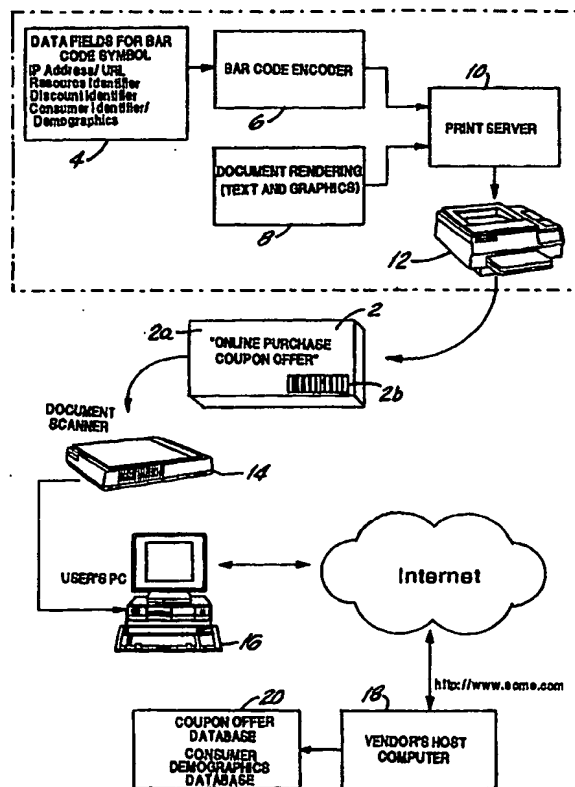 DATA FIELDS FOR BAR
CODE SYMBOL
IP Address/ URL
Resource Identifier
Discount Identifier
Consumer Identifier/
Demographics
4
BAR CODE ENCODER
6
DOCUMENT RENDERING
(TEXT AND GRAPHICS)
8
10
PRINT SERVER
12
2a
2
"ONLINE PURCHASE
COUPON OFFER"
2b
DOCUMENT
SCANNER
14
USER'S PC
16
Internet
http://www.acme.com
20
COUPON OFFER
DATABASE
CONSUMER
DEMOGRAPHICS
DATABASE
18
VENDOR'S HOST
COMPUTER